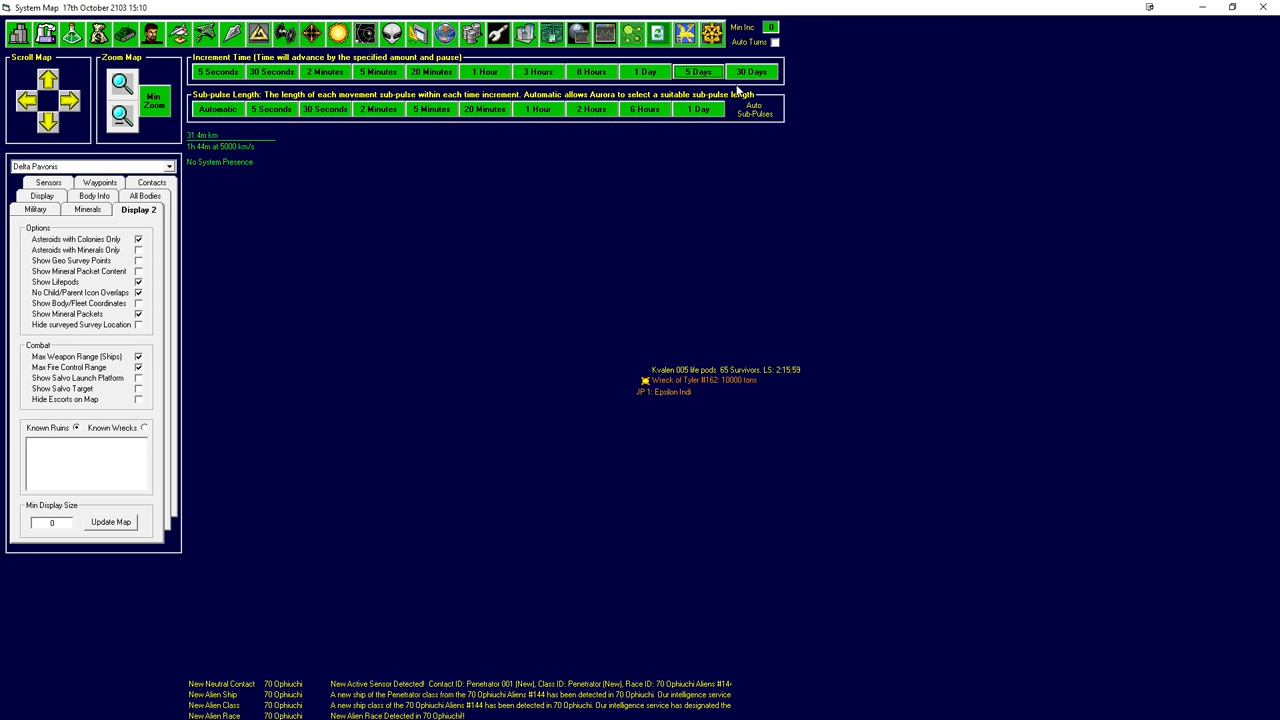 System Map   17th October 2103 15:10
Min Inc 0
Auto Turns
Scroll Map
Zoom Map
Min Zoom
Increment Time (Time will advance by the specified amount and pause)
5 Seconds 30 Seconds 2 Minutes 5 Minutes 20 Minutes 1 Hour 3 Hours 8 Hours 1 Day 5 Days 30 Days
Sub-pulse Length: The length of each movement sub-pulse within each time increment. Automatic allows Aurora to select a suitable sub-pulse length
Automatic 5 Seconds 30 Seconds 2 Minutes 5 Minutes 20 Minutes 1 Hour 2 Hours 6 Hours 1 Day
Auto Sub-Pulses
31.4m km
1h 44m at 5000 km/s
No System Presence
Delta Pavonis
Sensors Waypoints Contacts
Display Body Info All Bodies
Military Minerals Display 2
Options
Asteroids with Colonies Only
Asteroids with Minerals Only
Show Geo Survey Points
Show Mineral Packet Content
Show Lifepods
No Child/Parent Icon Overlaps
Show Body/Fleet Coordinates
Show Mineral Packets
Hide surveyed Survey Location
Combat
Max Weapon Range (Ships)
Max Fire Control Range
Show Salvo Launch Platform
Show Salvo Target
Hide Escorts on Map
Known Ruins Known Wrecks
Min Display Size
0 Update Map
Kvalen 005 life pods  65 Survivors. LS: 2:15:59
Wreck of Tyler #162: 10000 tons
JP 1: Epsilon Indi
New Neutral Contact 70 Ophiuchi New Active Sensor Detected!  Contact ID: Penetrator 001 (New), Class ID: Penetrator (New), Race ID: 70 Ophiuchi Aliens #14
New Alien Ship 70 Ophiuchi A new ship of the Penetrator class from the 70 Ophiuchi Aliens #144 has been detected in 70 Ophiuchi. Our intelligence service
New Alien Class 70 Ophiuchi A new ship class of the 70 Ophiuchi Aliens #144 has been detected in 70 Ophiuchi. Our intelligence service has designated the
New Alien Race 70 Ophiuchi New Alien Race Detected in 70 Ophiuchi!!